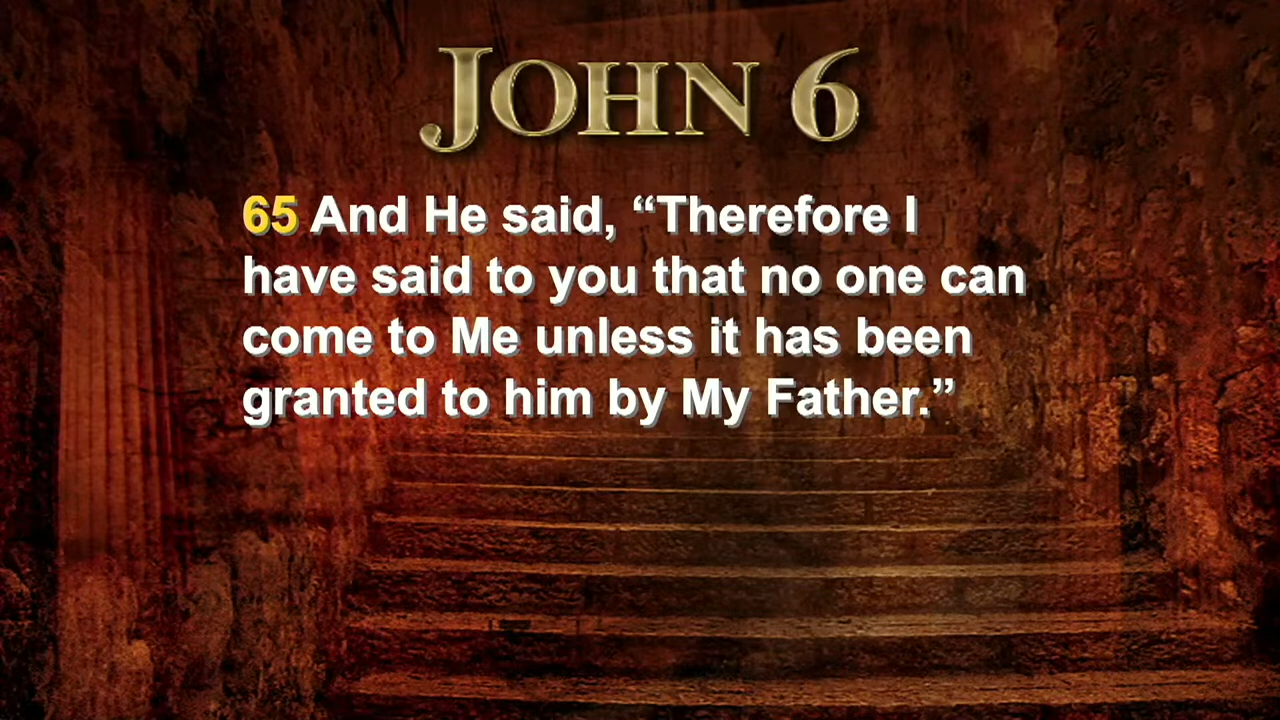 JOHN 6
65 And He said, “Therefore I
have said to you that no one can
come to Me unless it has been
granted to him by My Father.”